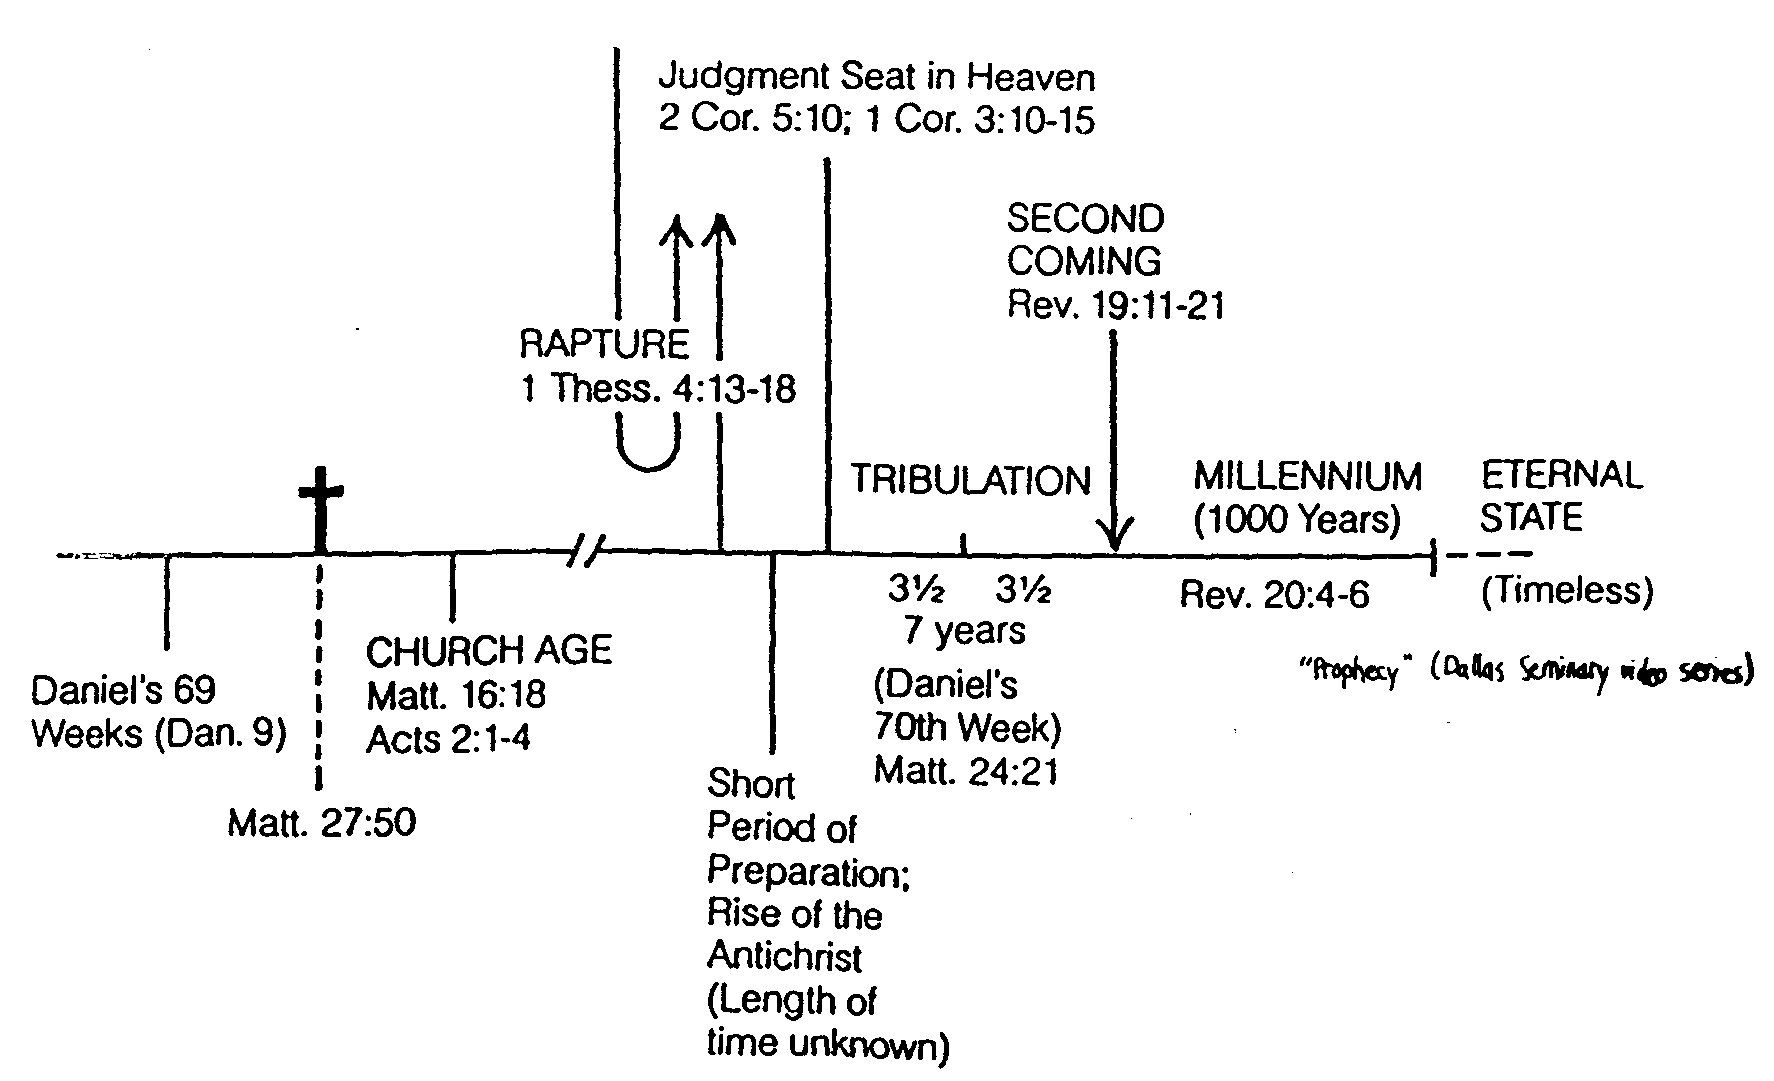 Judgment Seat in Heaven
2 Cor. 5:10; 1 Cor. 3:10-15
SECOND
COMING
Rev. 19:11-21
RAPTURE
1 Thess. 4:13-18
TRIBULATION
MILLENNIUM
(1000 Years)
ETERNAL
STATE
3½ 3½
7 years
(Daniel's
70th Week)
Matt. 24:21
Rev. 20:4-6
(Timeless)
"Prophecy" (Dallas Seminary video series)
Daniel's 69
Weeks (Dan. 9)
Matt. 27:50
CHURCH AGE
Matt. 16:18
Acts 2:1-4
Short
Period of
Preparation;
Rise of the
Antichrist
(Length of
time unknown)